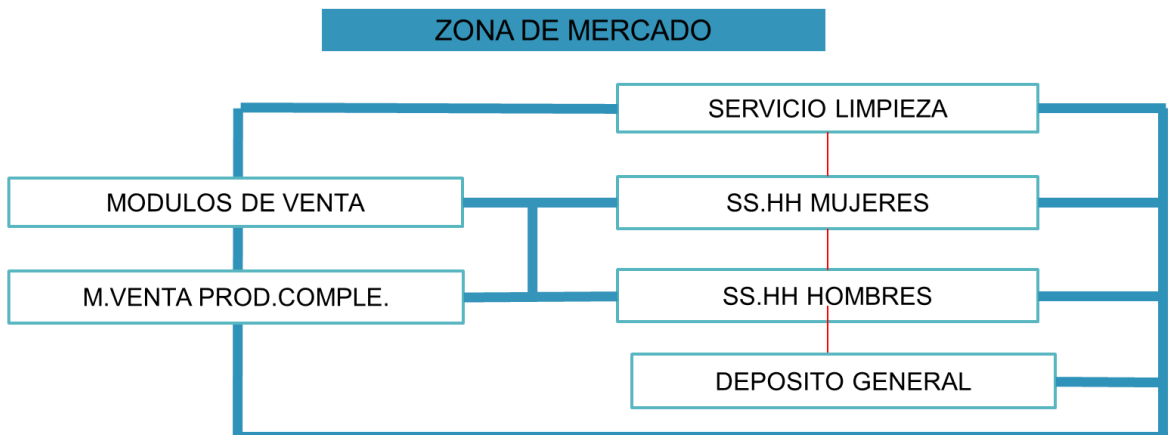 ZONA DE MERCADO
SERVICIO LIMPIEZA
MODULOS DE VENTA
SS.HH MUJERES
M.VENTA PROD.COMPLE.
SS.HH HOMBRES
DEPOSITO GENERAL